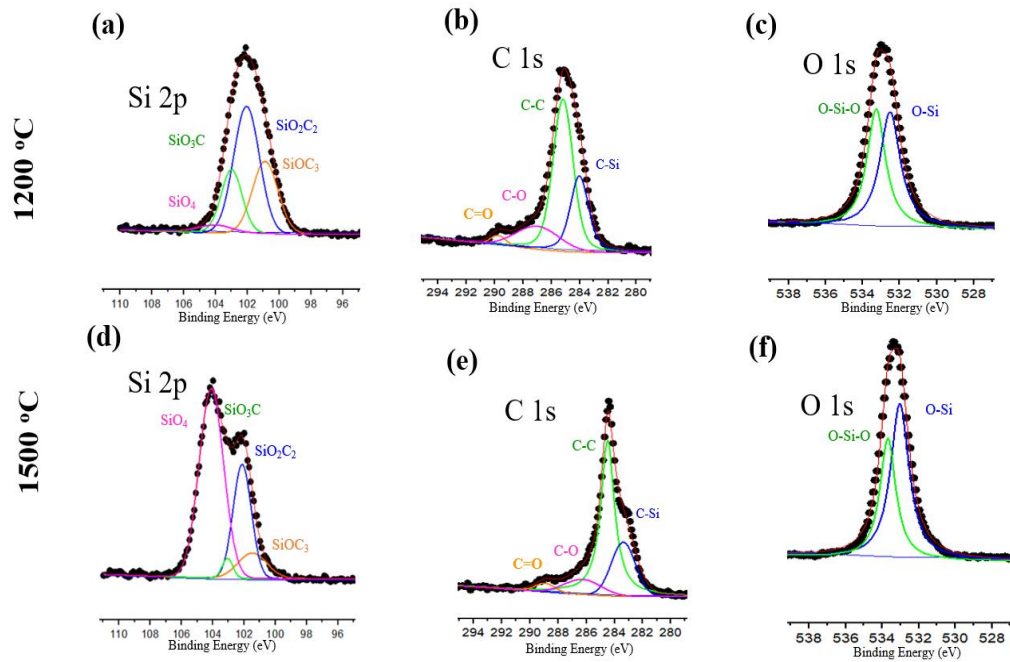 (a)
(b)
(c)
1200 °C
Si 2p
SiO₃C
SiO₂C₂
SiOC₃
SiO₄
110 108 106 104 102 100 98 96
Binding Energy (eV)
C 1s
C-C
C-Si
C-O
C=O
294 292 290 288 286 284 282 280
Binding Energy (eV)
O 1s
O-Si-O
O-Si
538 536 534 532 530 528
Binding Energy (eV)
(d)
(e)
(f)
1500 °C
Si 2p
SiO₄
SiO₃C
SiO₂C₂
SiOC₃
110 108 106 104 102 100 98 96
Binding Energy (eV)
C 1s
C-C
C-Si
C-O
C=O
294 292 290 288 286 284 282 280
Binding Energy (eV)
O 1s
O-Si
O-Si-O
538 536 534 532 530 528
Binding Energy (eV)